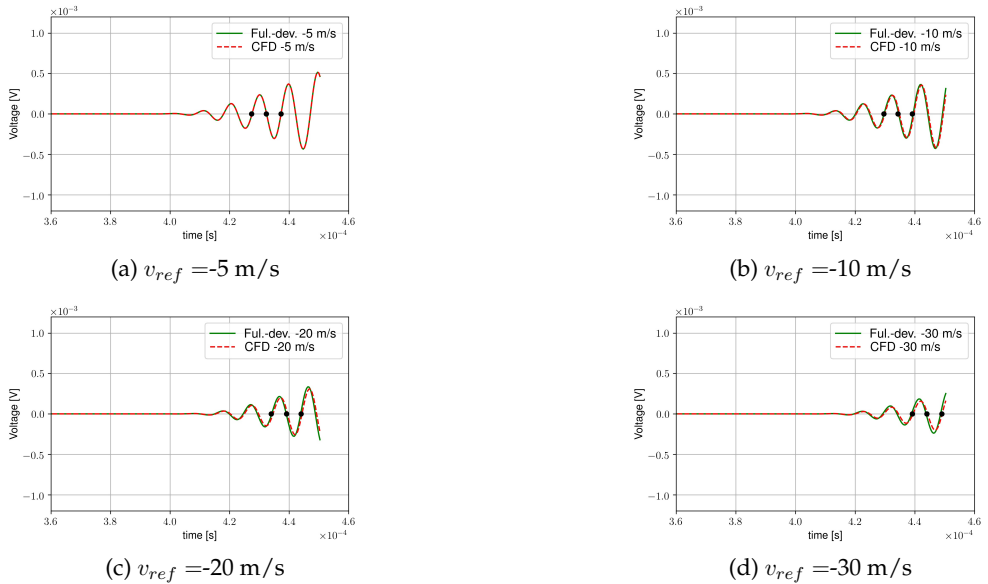 ×10⁻³
1.0
0.5
0.0
−0.5
−1.0
Voltage [V]
Ful.-dev. -5 m/s
CFD -5 m/s
3.6 3.8 4.0 4.2 4.4 4.6
time [s]
×10⁻⁴
(a) v_ref =-5 m/s
×10⁻³
1.0
0.5
0.0
−0.5
−1.0
Voltage [V]
Ful.-dev. -10 m/s
CFD -10 m/s
3.6 3.8 4.0 4.2 4.4 4.6
time [s]
×10⁻⁴
(b) v_ref =-10 m/s
×10⁻³
1.0
0.5
0.0
−0.5
−1.0
Voltage [V]
Ful.-dev. -20 m/s
CFD -20 m/s
3.6 3.8 4.0 4.2 4.4 4.6
time [s]
×10⁻⁴
(c) v_ref =-20 m/s
×10⁻³
1.0
0.5
0.0
−0.5
−1.0
Voltage [V]
Ful.-dev. -30 m/s
CFD -30 m/s
3.6 3.8 4.0 4.2 4.4 4.6
time [s]
×10⁻⁴
(d) v_ref =-30 m/s